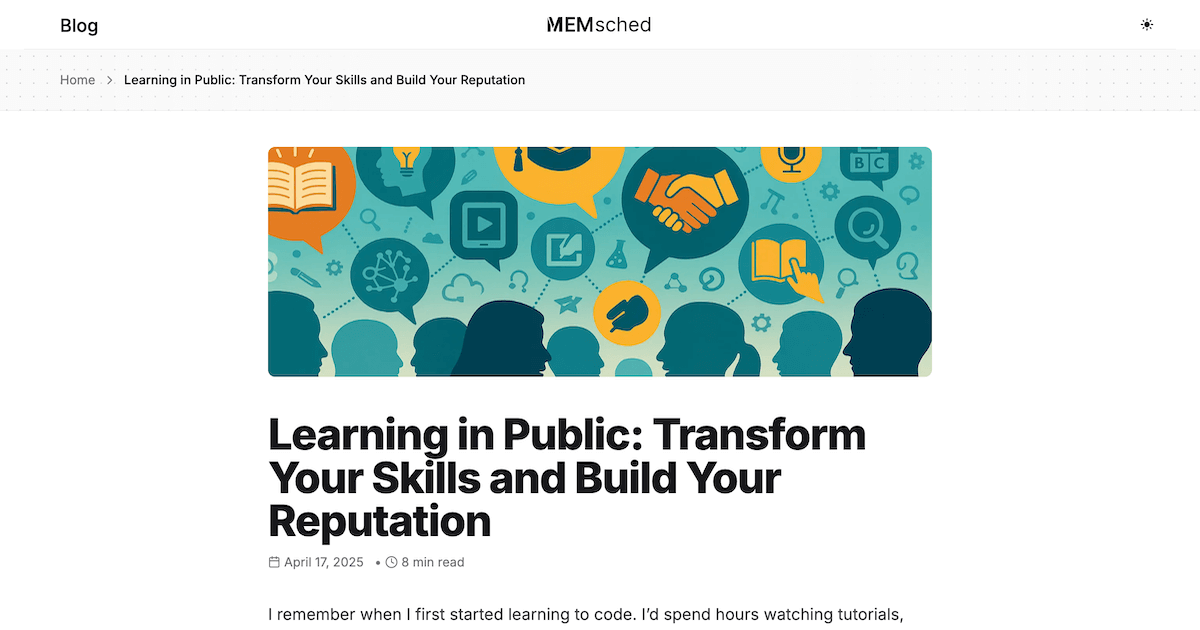 Blog
MEMsched
Home
Learning in Public: Transform Your Skills and Build Your Reputation
B C
Learning in Public: Transform
Your Skills and Build Your
Reputation
April 17, 2025 • 8 min read
I remember when I first started learning to code. I’d spend hours watching tutorials,